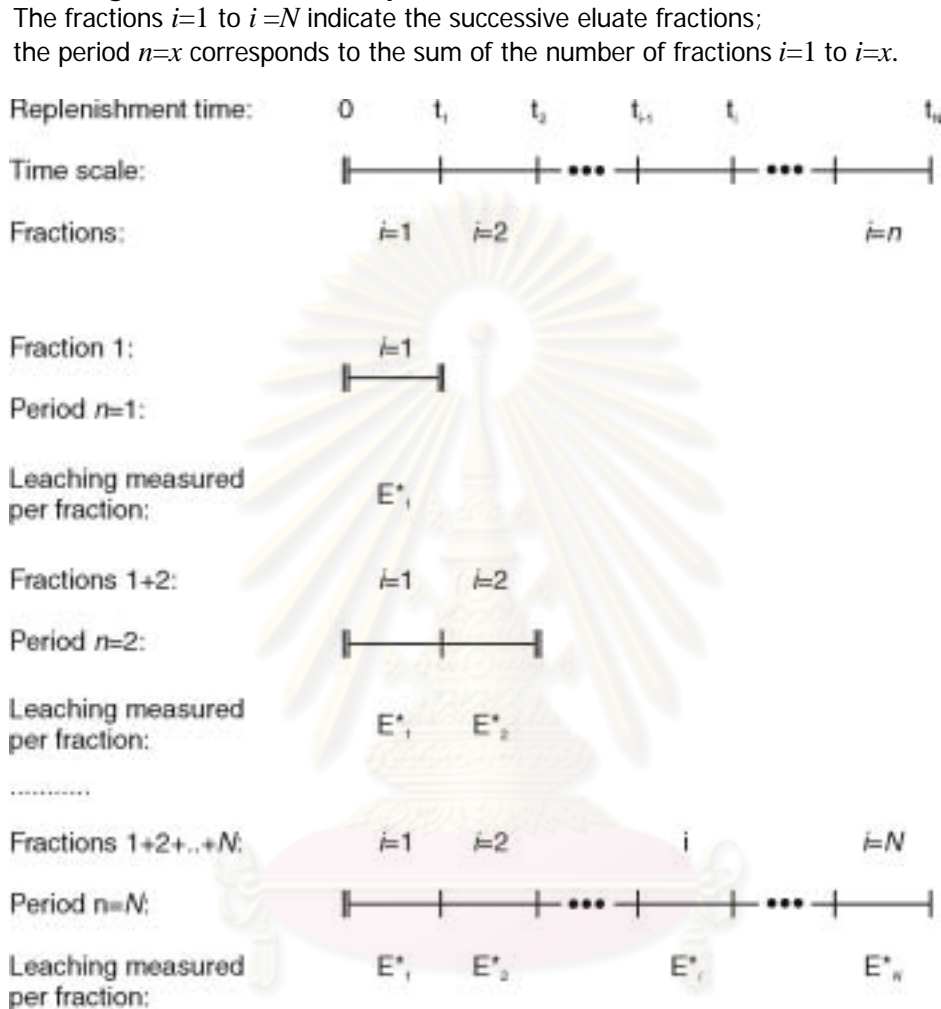 The fractions i=1 to i =N indicate the successive eluate fractions;
the period n=x corresponds to the sum of the number of fractions i=1 to i=x.
Replenishment time: 0 t₁ t₂ tᵢ₋₁ tᵢ t_N
Time scale:
Fractions: i=1 i=2 i=n
Fraction 1: i=1
Period n=1:
Leaching measured
per fraction: E*₁
Fractions 1+2: i=1 i=2
Period n=2:
Leaching measured
per fraction: E*₁ E*₂
...........
Fractions 1+2+..+N: i=1 i=2 i i=N
Period n=N:
Leaching measured
per fraction: E*₁ E*₂ E*ᵢ E*_N